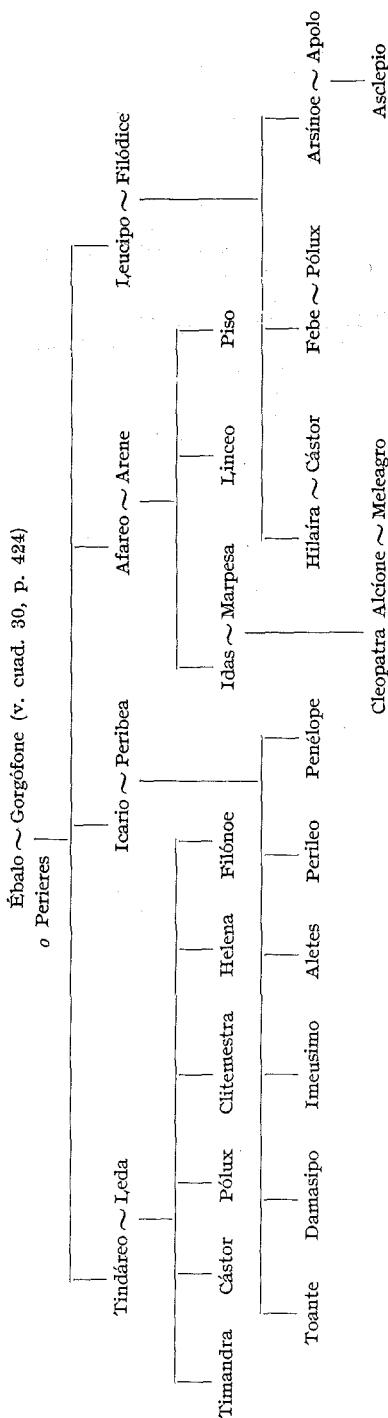 Ébalo ~ Gorgófone (v. cuad. 30, p. 424)
o Perieres
Tindáreo ~ Leda Icario ~ Peribea Afareo ~ Arene Leucipo ~ Filódice
Timandra Cástor Pólux Clitemestra Helena Filónoe Idas ~ Marpesa Linceo Piso
Toante Damasipo Imeusimo Aletes Perileo Penélope Hilaíra ~ Cástor Febe ~ Pólux Arsínoe ~ Apolo
Cleopatra Alcíone ~ Meleagro Asclepio